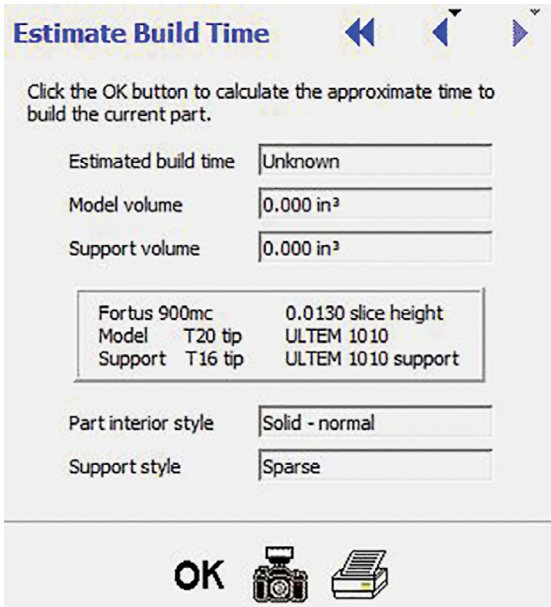 Estimate Build Time
Click the OK button to calculate the approximate time to
build the current part.
Estimated build time Unknown
Model volume 0.000 in³
Support volume 0.000 in³
Fortus 900mc 0.0130 slice height
Model T20 tip ULTEM 1010
Support T16 tip ULTEM 1010 support
Part interior style Solid - normal
Support style Sparse
OK